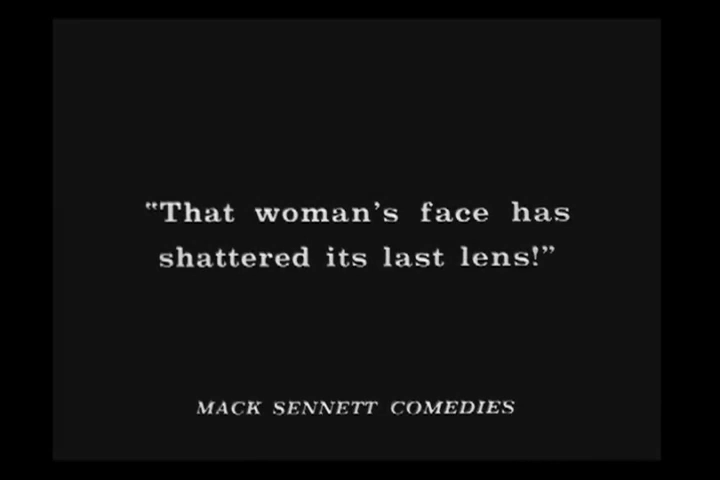 “That woman’s face has
shattered its last lens!”
MACK SENNETT COMEDIES